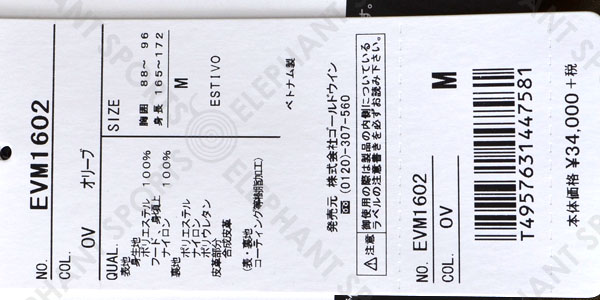 NO. EVM1602
COL. OV オリーブ
QUAL.
表地
身生地 ポリエステル 100%
フード・身頃上
ナイロン 100%
裏地
ポリエステル
ナイロン
ポリウレタン
皮革部分
合成皮革
(表・裏地
コーティング等樹脂加工)
SIZE
胸囲 88～ 96
身長 165～172
M
ESTIVO
ベトナム製
発売元 株式会社ゴールドウイン
(0120)-307-560
注意 御使用の際は製品の内側についている
ラベルの注意書きを必ずお読み下さい。
NO. EVM1602
COL. OV
M
T4957631447581
本体価格 ¥34,000+税
ELEPHANT SPORTS